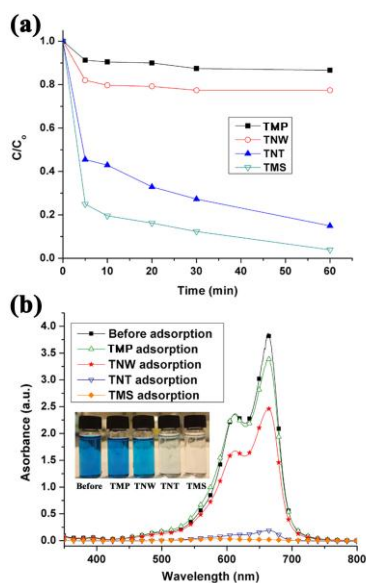 (a)
1.0
0.8
0.6
0.4
0.2
0.0
C/C₀
TMP
TNW
TNT
TMS
0 10 20 30 40 50 60
Time (min)
(b)
4.0
3.5
3.0
2.5
2.0
1.5
1.0
0.5
0.0
Asorbance (a.u.)
Before adsorption
TMP adsorption
TNW adsorption
TNT adsorption
TMS adsorption
Before TMP TNW TNT TMS
400 500 600 700 800
Wavelength (nm)